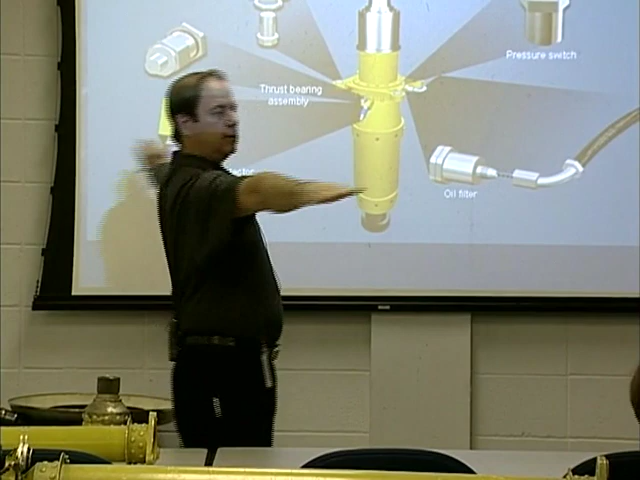 Pressure switch
Thrust bearing
assembly
Oil filter